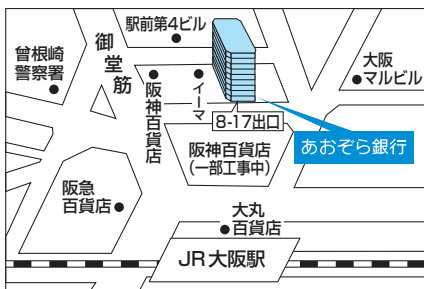 駅前第4ビル
御堂筋
曾根崎
警察署
大阪
マルビル
阪神百貨店
イーマ
8-17出口
あおぞら銀行
阪神百貨店
(一部工事中)
阪急
百貨店
大丸
百貨店
JR大阪駅